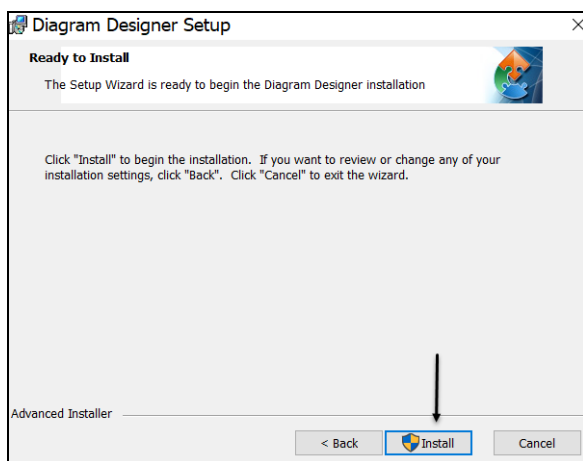 Diagram Designer Setup
Ready to Install
The Setup Wizard is ready to begin the Diagram Designer installation
Click "Install" to begin the installation. If you want to review or change any of your
installation settings, click "Back". Click "Cancel" to exit the wizard.
Advanced Installer
< Back Install Cancel